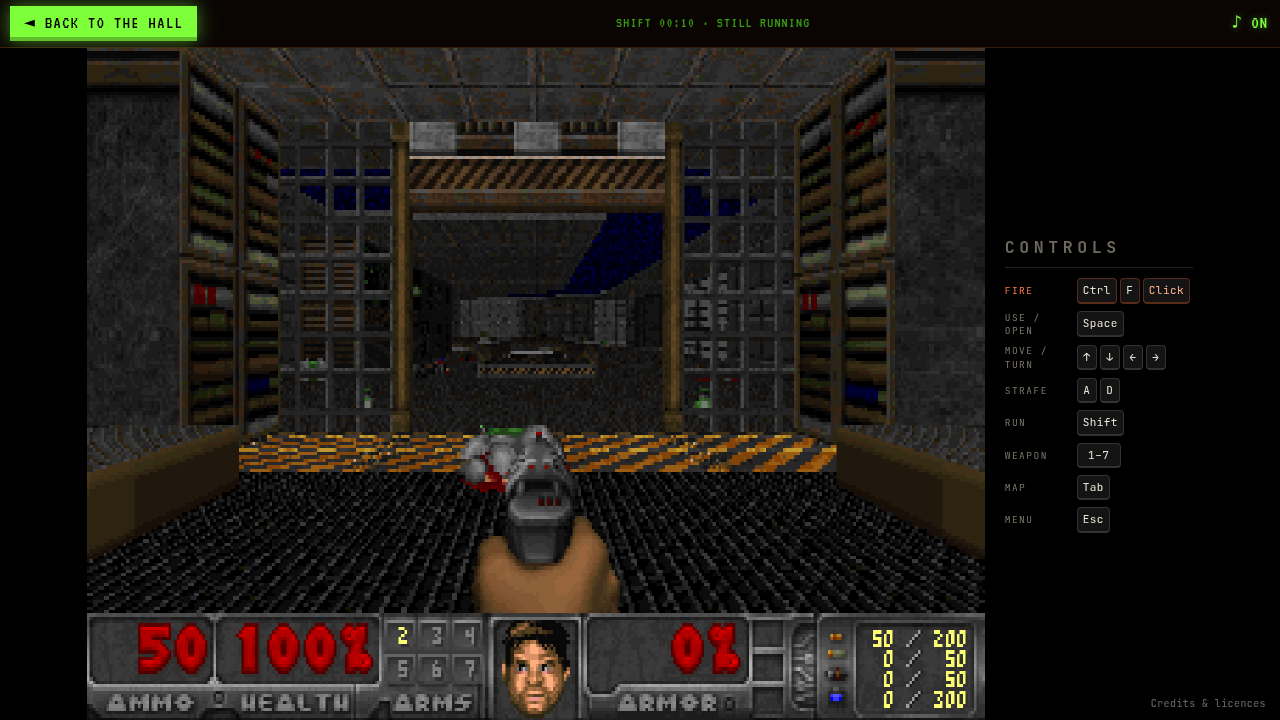 ◄ BACK TO THE HALL
SHIFT 00:10 · STILL RUNNING
♪ ON
CONTROLS
FIRE Ctrl F Click
USE / OPEN Space
MOVE / TURN ↑ ↓ ← →
STRAFE A D
RUN Shift
WEAPON 1–7
MAP Tab
MENU Esc
50 100% 2 3 4 0% 50 / 200
0 / 50
5 6 7 0 / 50
0 / 300
AMMO HEALTH ARMS ARMOR
Credits & licences